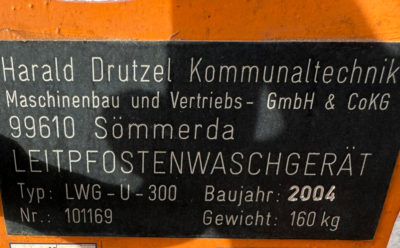 Harald Drutzel Kommunaltechnik
Maschinenbau und Vertriebs- GmbH & CoKG
99610 Sömmerda
LEITPFOSTENWASCHGERÄT
Typ: LWG-U-300 Baujahr: 2004
Nr.: 101169 Gewicht: 160 kg